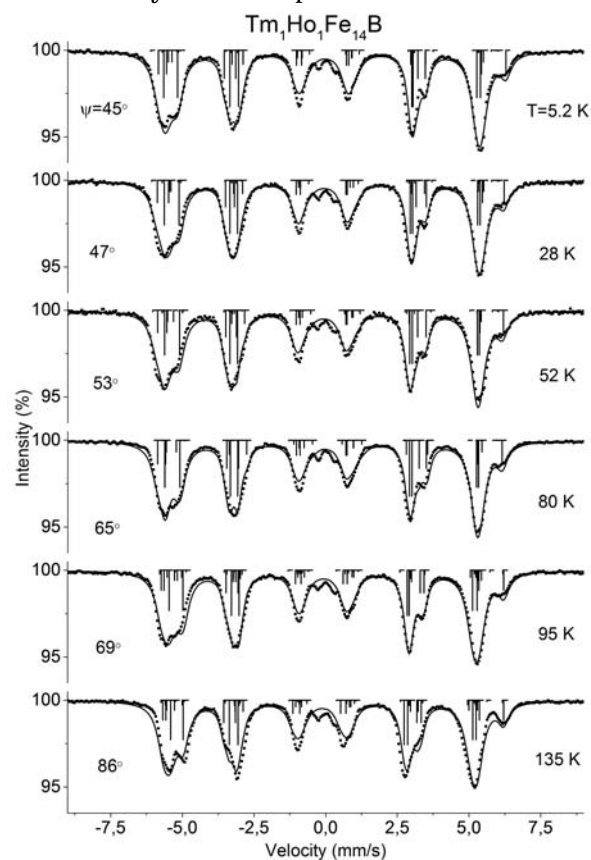 Tm₁Ho₁Fe₁₄B
100
95
ψ=45°
T=5.2 K
100
95
47°
28 K
100
95
53°
52 K
100
95
65°
80 K
100
95
69°
95 K
100
95
86°
135 K
Intensity (%)
-7,5 -5,0 -2,5 0,0 2,5 5,0 7,5
Velocity (mm/s)